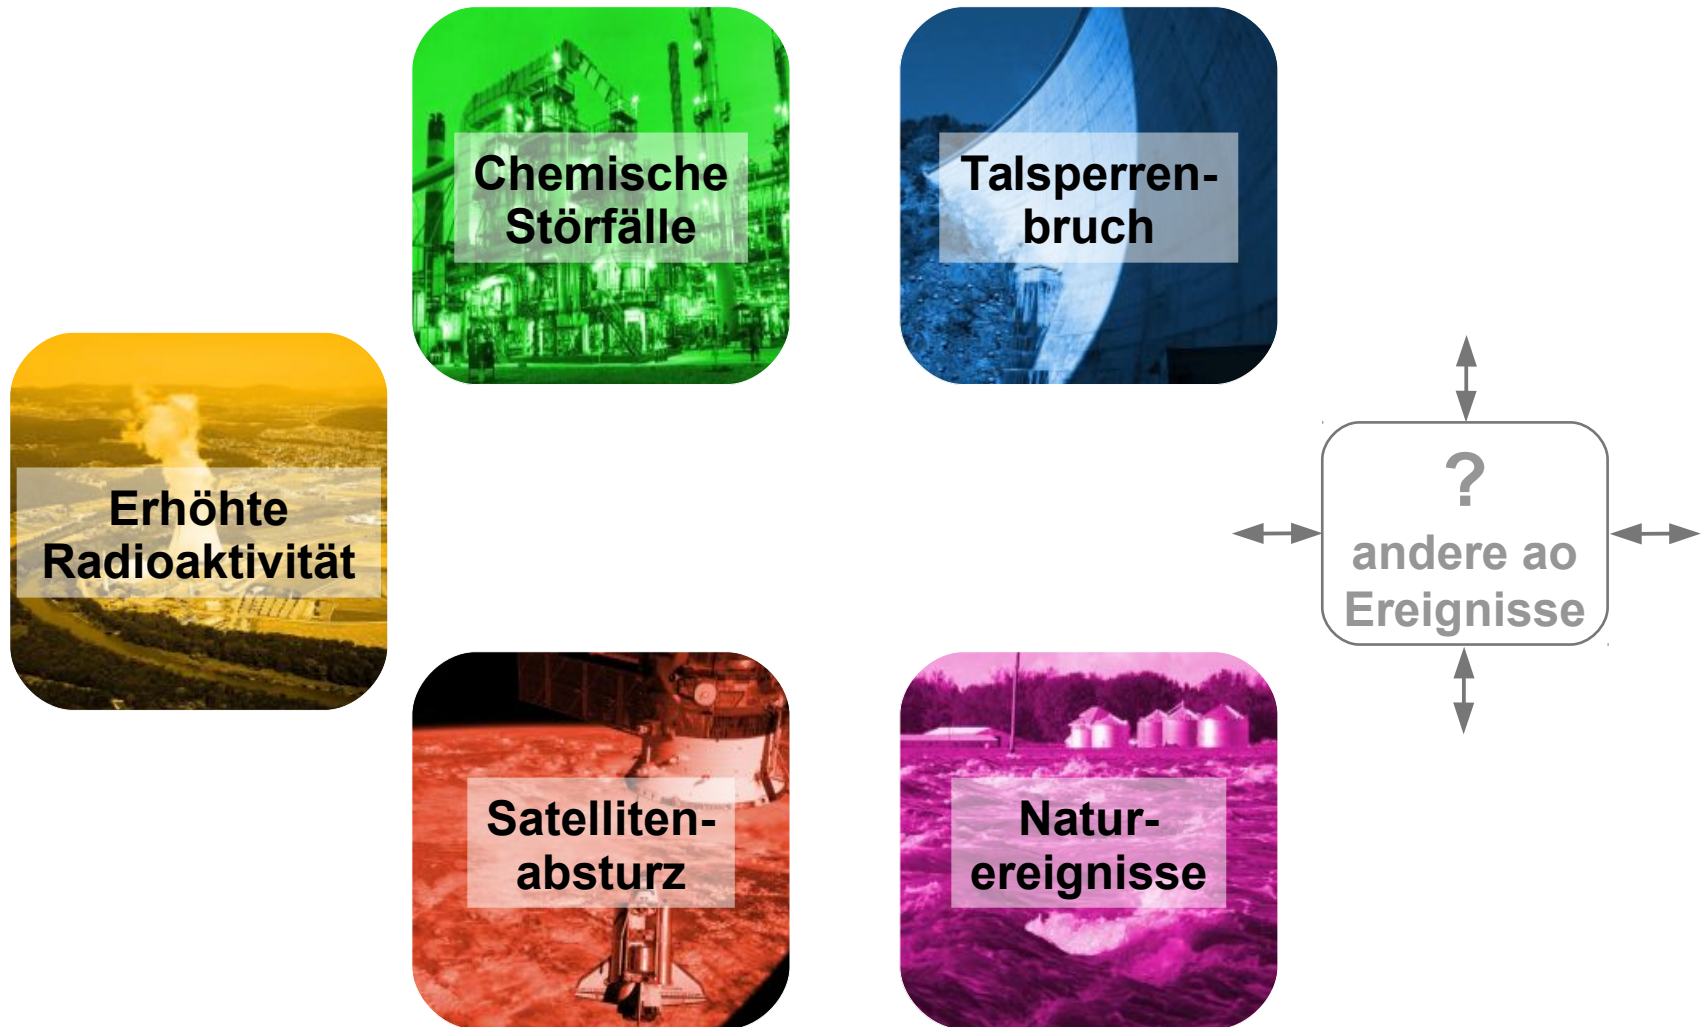 Chemische
Störfälle
Talsperren-
bruch
Erhöhte
Radioaktivität
?
andere ao
Ereignisse
Satelliten-
absturz
Natur-
ereignisse